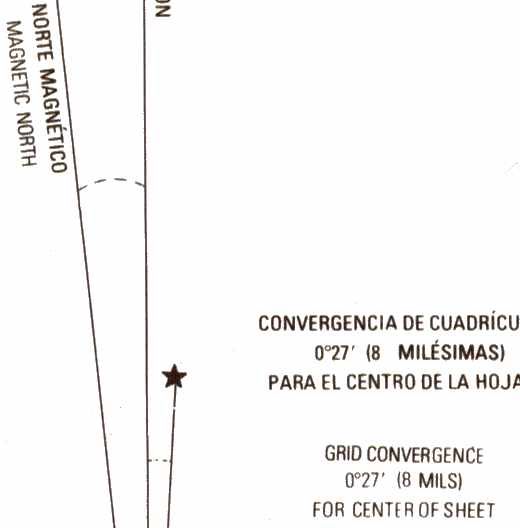 NORTE MAGNÉTICO
MAGNETIC NORTH
CONVERGENCIA DE CUADRÍCU
0°27′ (8 MILÉSIMAS)
PARA EL CENTRO DE LA HOJA
GRID CONVERGENCE
0°27′ (8 MILS)
FOR CENTER OF SHEET